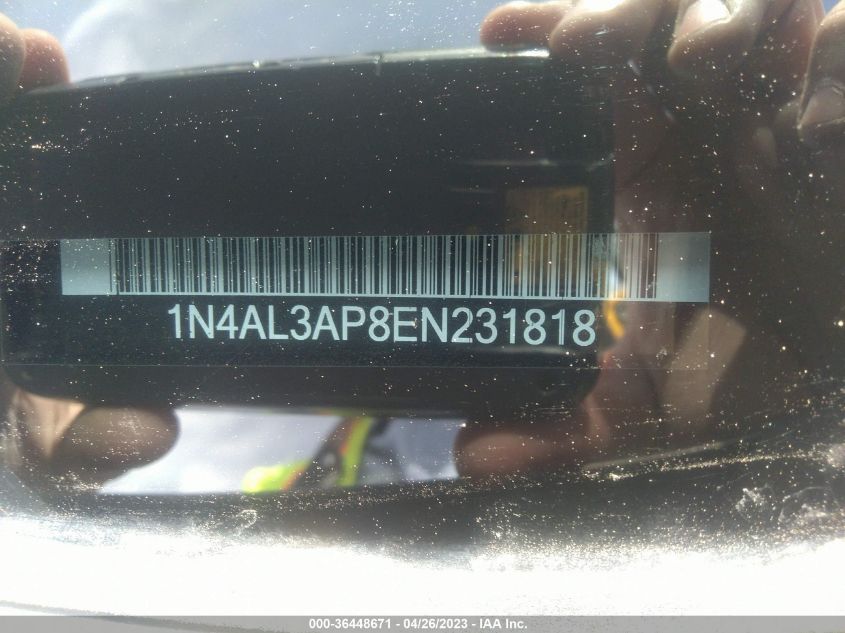 1N4AL3AP8EN231818
000-36448671 - 04/26/2023 - IAA Inc.